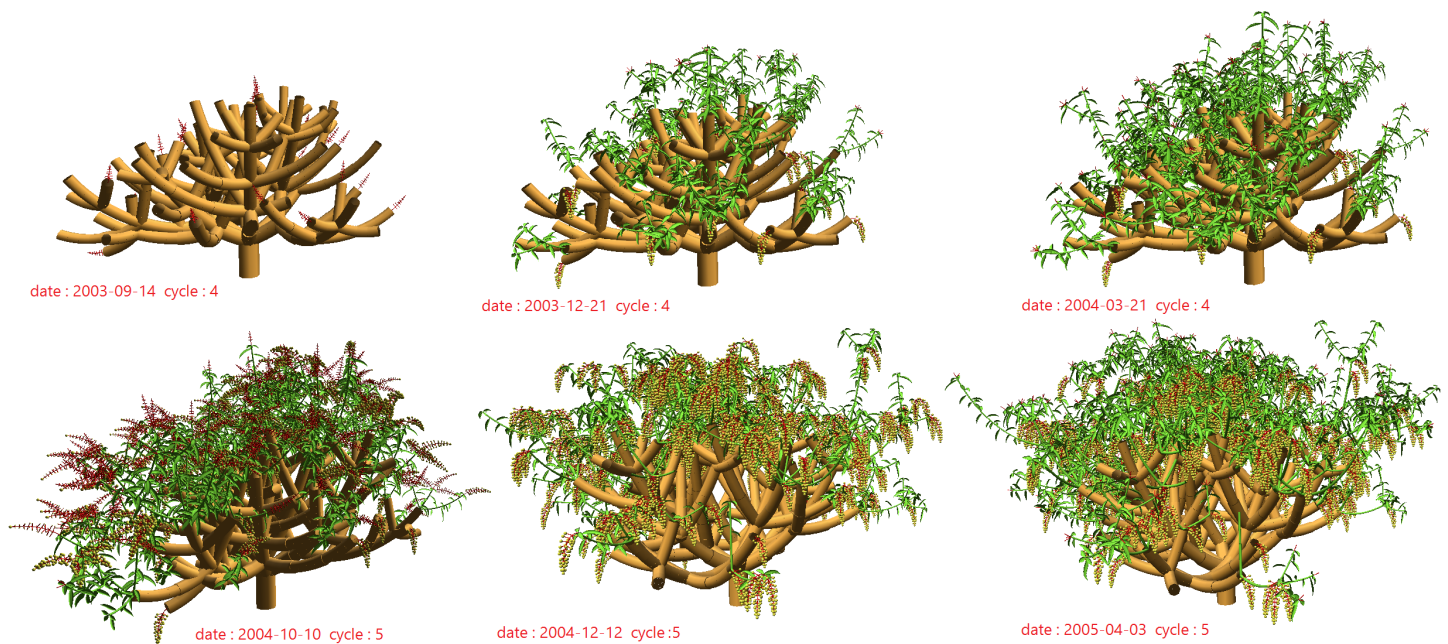 date : 2003-09-14  cycle : 4
date : 2003-12-21  cycle : 4
date : 2004-03-21  cycle : 4
date : 2004-10-10  cycle : 5
date : 2004-12-12  cycle :5
date : 2005-04-03  cycle : 5